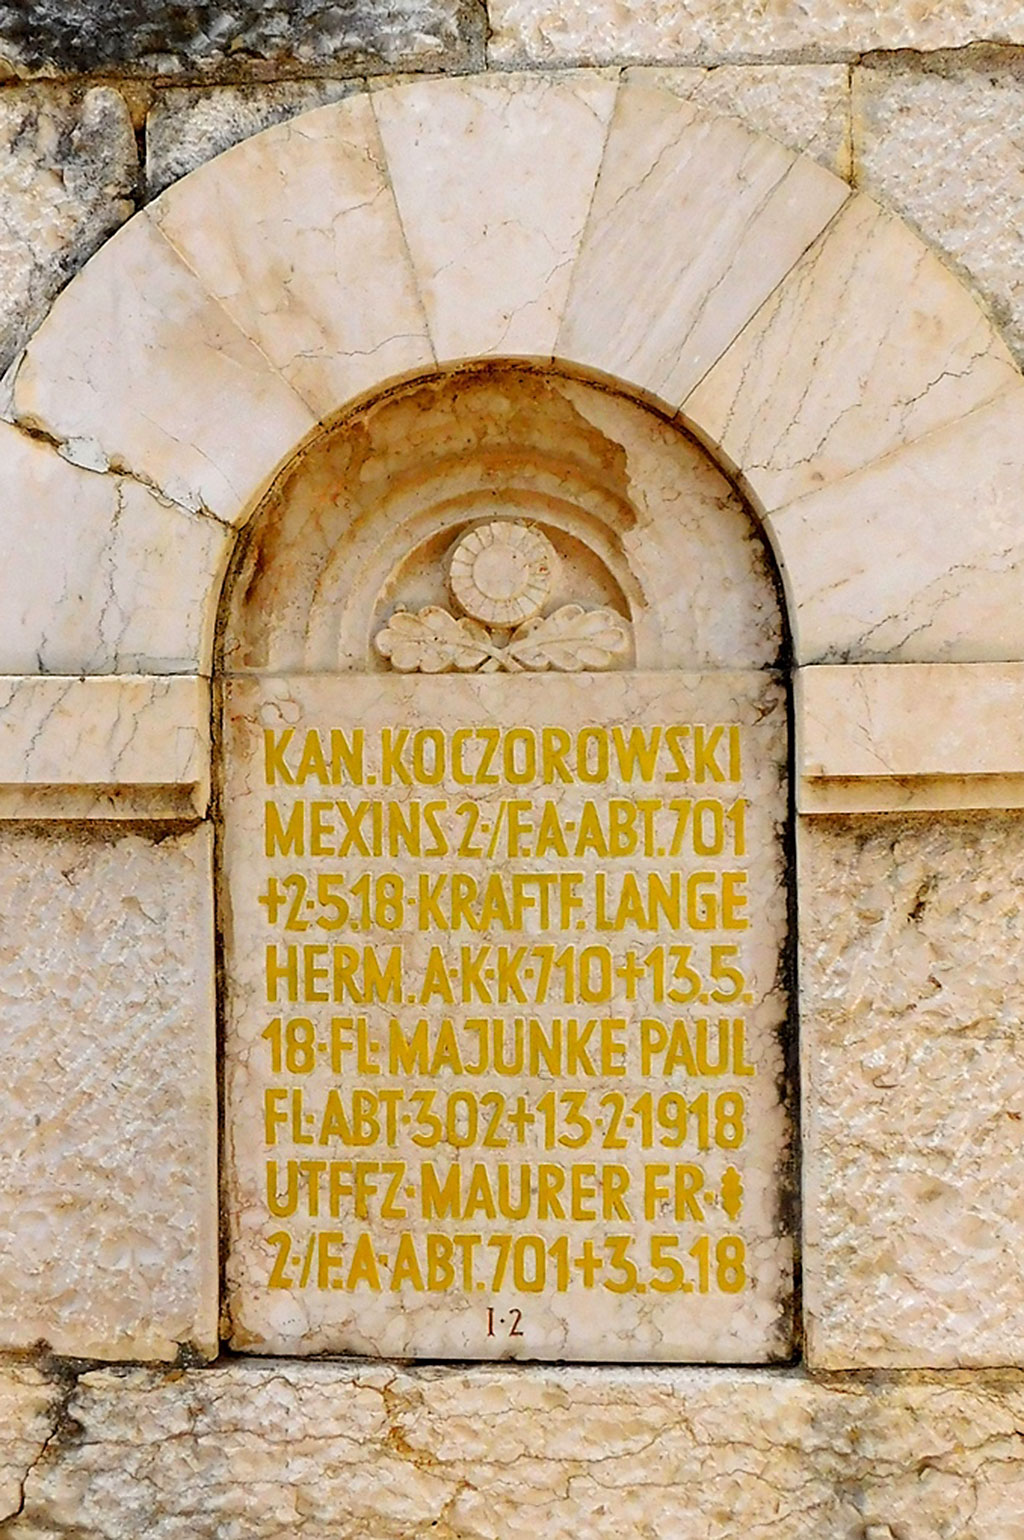 KAN. KOCZOROWSKI
MEXINS 2·/F.A·ABT.701
+2·5.18·KRAFTF. LANGE
HERM. A·K·K·710+13.5.
18·FL·MAJUNKE PAUL
FL·ABT·302+13·2·1918
UTFFZ·MAURER FR·
2·/F.A·ABT.701+3.5.18
I·2